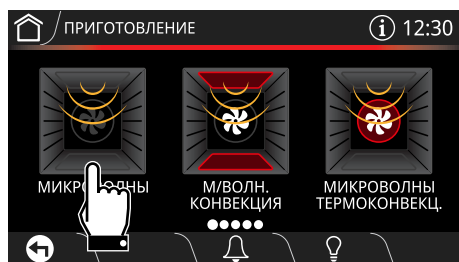 ПРИГОТОВЛЕНИЕ
i 12:30
МИКРОВОЛНЫ
М/ВОЛН.
КОНВЕКЦИЯ
МИКРОВОЛНЫ
ТЕРМОКОНВЕКЦ.